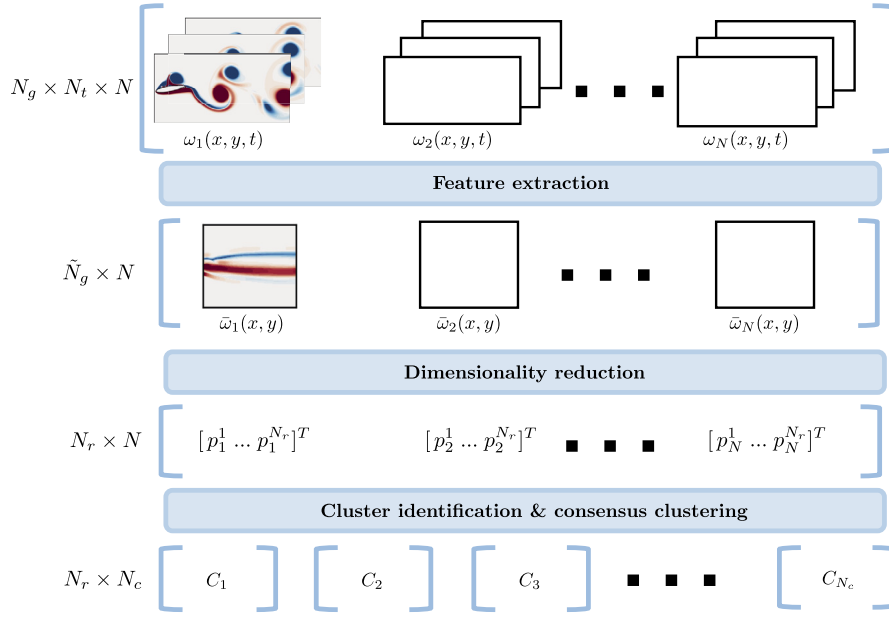 N_g × N_t × N
ω_1(x, y, t) ω_2(x, y, t) ω_N(x, y, t)
Feature extraction
Ñ_g × N
ω̄_1(x, y) ω̄_2(x, y) ω̄_N(x, y)
Dimensionality reduction
N_r × N [p_1^1 ... p_1^{N_r}]^T [p_2^1 ... p_2^{N_r}]^T [p_N^1 ... p_N^{N_r}]^T
Cluster identification & consensus clustering
N_r × N_c C_1 C_2 C_3 C_{N_c}